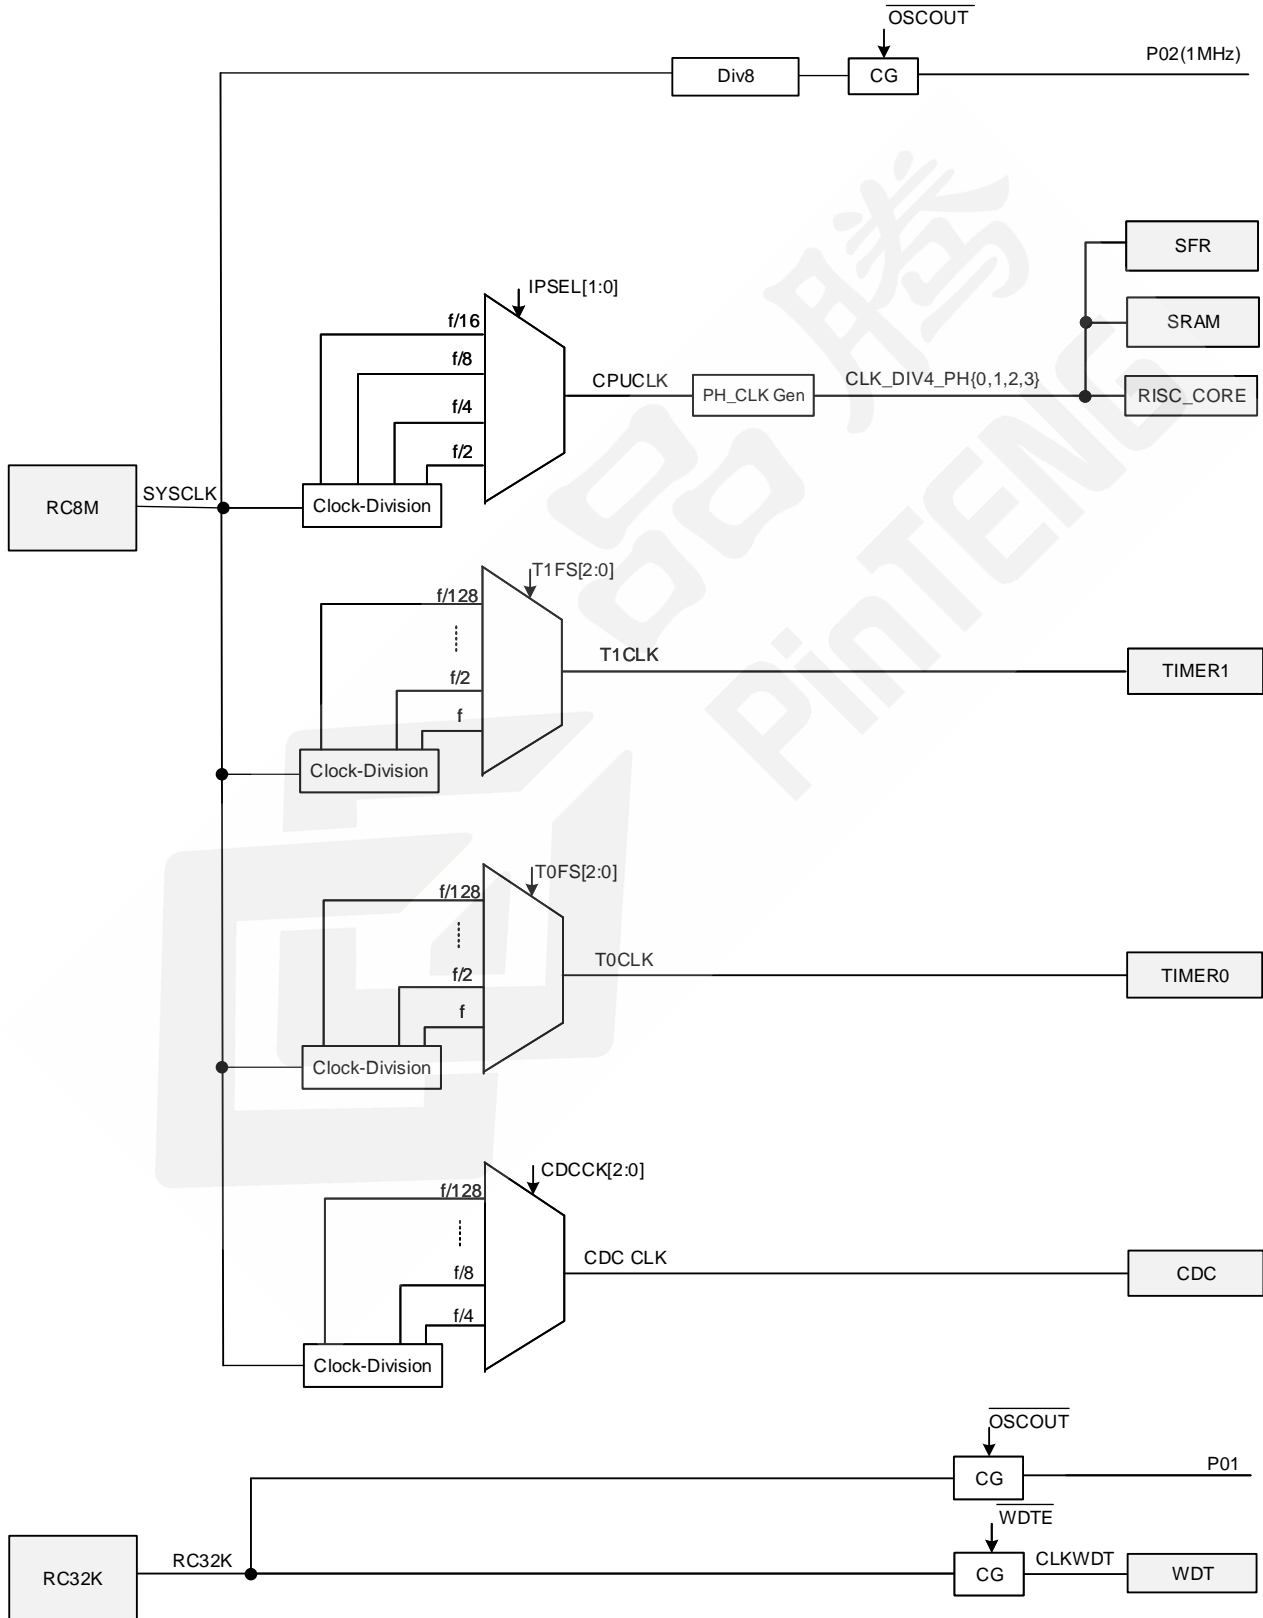 OSCOUT
P02(1MHz)
Div8
CG
SFR
IPSEL[1:0]
f/16
SRAM
f/8
CPUCLK
PH_CLK Gen
CLK_DIV4_PH{0,1,2,3}
RISC_CORE
f/4
f/2
RC8M
SYSCLK
Clock-Division
T1FS[2:0]
f/128
T1CLK
TIMER1
f/2
f
Clock-Division
T0FS[2:0]
f/128
T0CLK
TIMER0
f/2
f
Clock-Division
CDCCK[2:0]
f/128
CDC CLK
CDC
f/8
f/4
Clock-Division
OSCOUT
P01
CG
WDTE
RC32K
RC32K
CG
CLKWDT
WDT
品腾
PinTENG